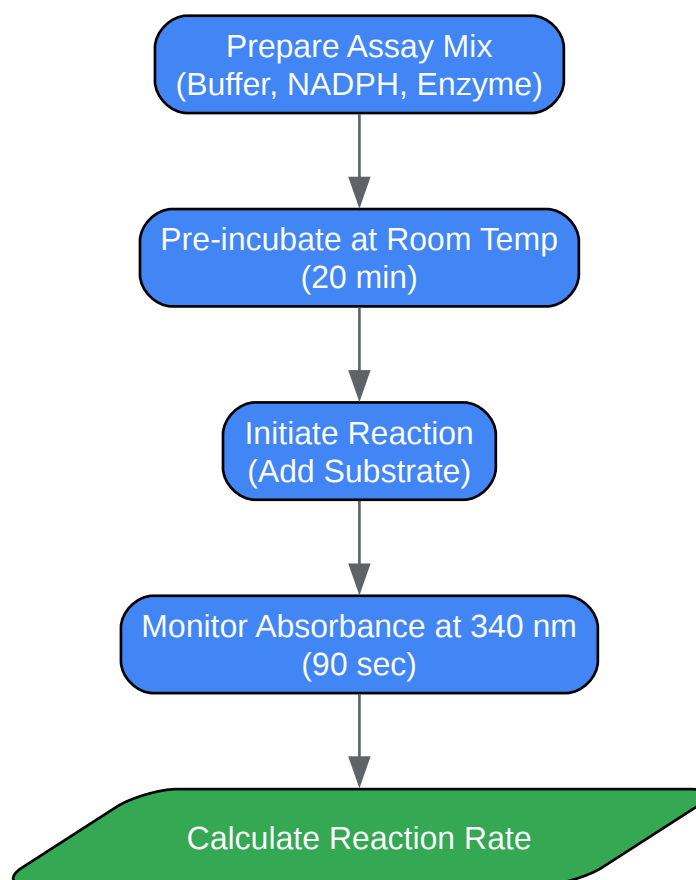 Prepare Assay Mix
(Buffer, NADPH, Enzyme)
Pre-incubate at Room Temp
(20 min)
Initiate Reaction
(Add Substrate)
Monitor Absorbance at 340 nm
(90 sec)
Calculate Reaction Rate